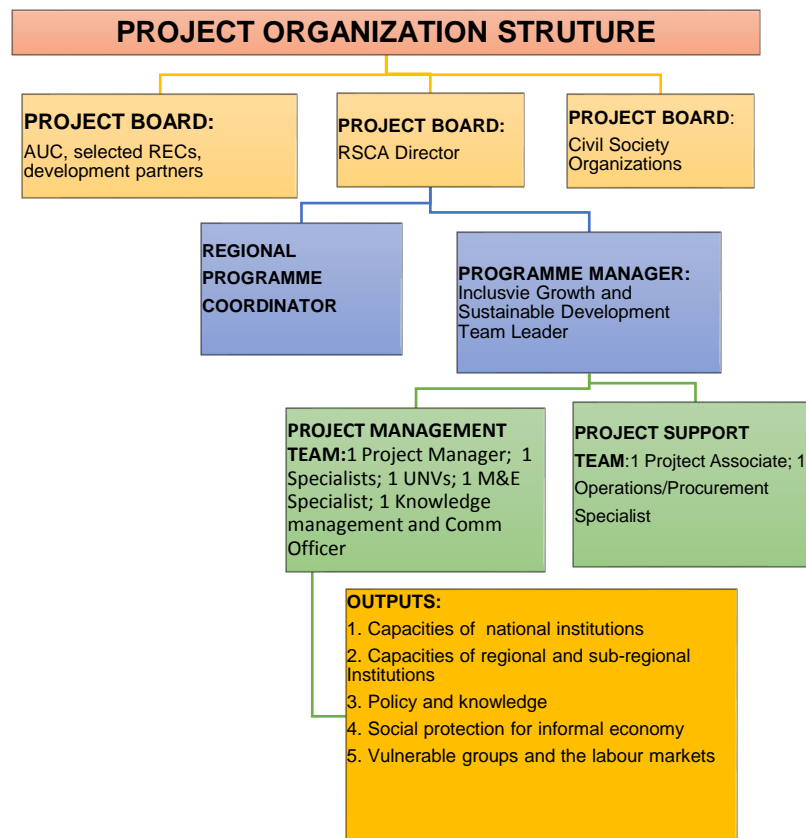 PROJECT ORGANIZATION STRUTURE
PROJECT BOARD:
AUC, selected RECs,
development partners
PROJECT BOARD:
RSCA Director
PROJECT BOARD:
Civil Society
Organizations
REGIONAL
PROGRAMME
COORDINATOR
PROGRAMME MANAGER:
Inclusvie Growth and
Sustainable Development
Team Leader
PROJECT MANAGEMENT
TEAM:1 Project Manager; 1
Specialists; 1 UNVs; 1 M&E
Specialist; 1 Knowledge
management and Comm
Officer
PROJECT SUPPORT
TEAM:1 Projtect Associate; 1
Operations/Procurement
Specialist
OUTPUTS:
1. Capacities of national institutions
2. Capacities of regional and sub-regional
Institutions
3. Policy and knowledge
4. Social protection for informal economy
5. Vulnerable groups and the labour markets